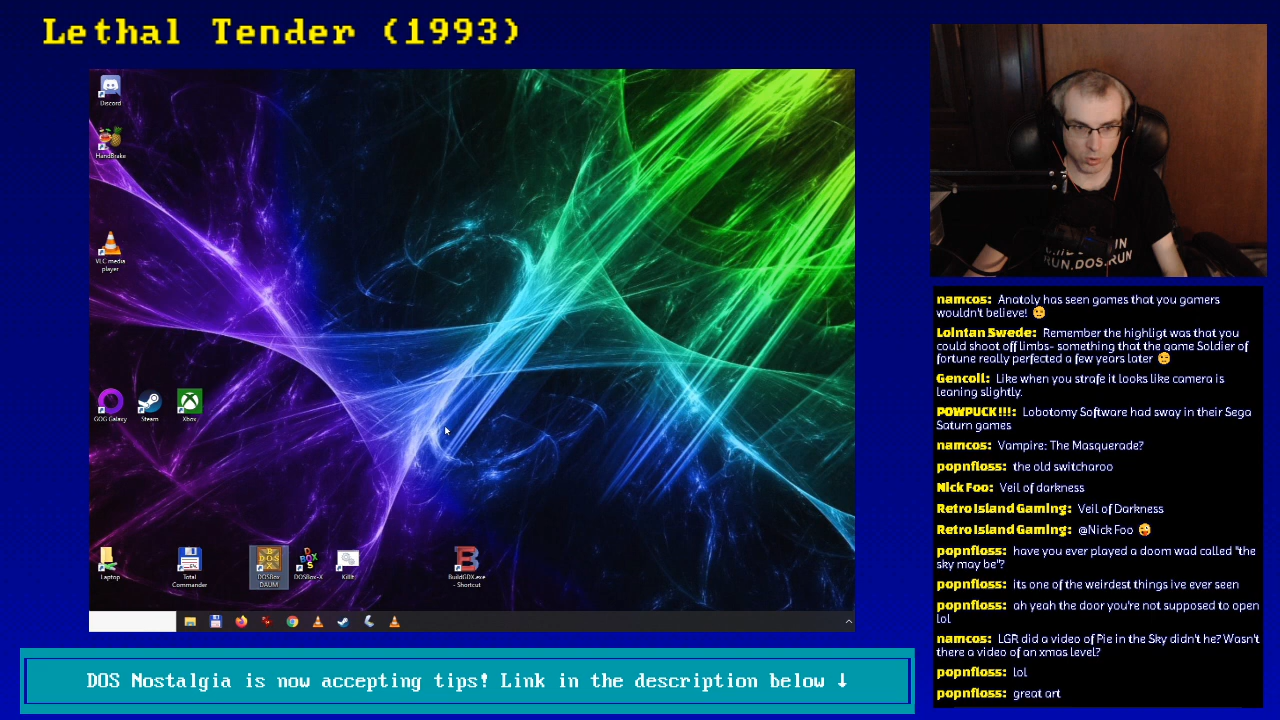 Lethal Tender (1993)
Discord
HandBrake
VLC media
player
GOG Galaxy
Steam
Xbox
Laptop
Total
Commander
DOSBox
DAUM
DOSBox-X
KillIt
BuildGDX.exe
- Shortcut
RUN.DOS.RUN
namcos: Anatoly has seen games that you gamers
wouldn't believe!
Lointan Swede: Remember the highligt was that you
could shoot off limbs- something that the game Soldier of
fortune really perfected a few years later
Gencoil: Like when you strafe it looks like camera is
leaning slightly.
POWPUCK!!!: Lobotomy Software had sway in their Sega
Saturn games
namcos: Vampire: The Masquerade?
popnfloss: the old switcharoo
Nick Foo: Veil of darkness
Retro Island Gaming: Veil of Darkness
Retro Island Gaming: @Nick Foo
popnfloss: have you ever played a doom wad called "the
sky may be"?
popnfloss: its one of the weirdest things ive ever seen
popnfloss: ah yeah the door you're not supposed to open
lol
namcos: LGR did a video of Pie in the Sky didn't he? Wasn't
there a video of an xmas level?
popnfloss: lol
popnfloss: great art
DOS Nostalgia is now accepting tips! Link in the description below ↓